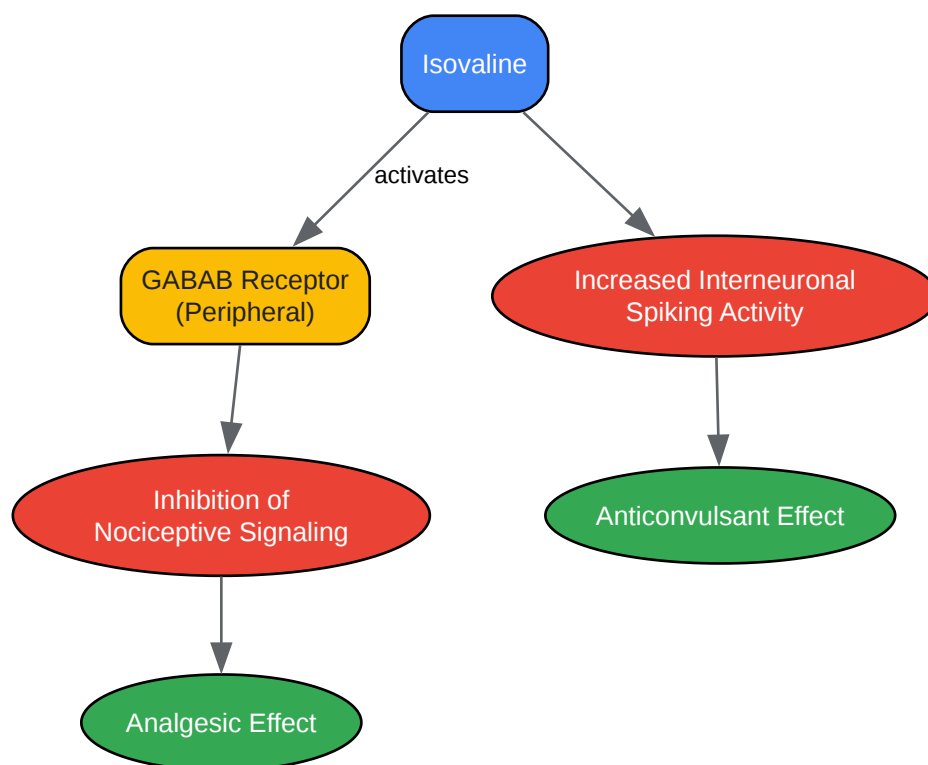 Isovaline
activates
GABAB Receptor
(Peripheral)
Increased Interneuronal
Spiking Activity
Inhibition of
Nociceptive Signaling
Anticonvulsant Effect
Analgesic Effect